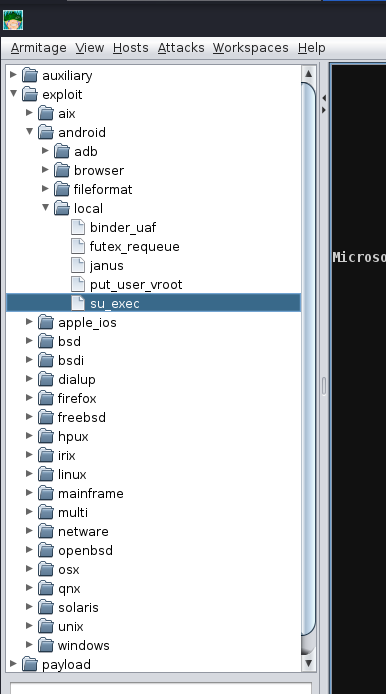 Armitage View Hosts Attacks Workspaces Help
auxiliary
exploit
aix
android
adb
browser
fileformat
local
binder_uaf
futex_requeue
janus
put_user_vroot
su_exec
apple_ios
bsd
bsdi
dialup
firefox
freebsd
hpux
irix
linux
mainframe
multi
netware
openbsd
osx
qnx
solaris
unix
windows
payload
Microso